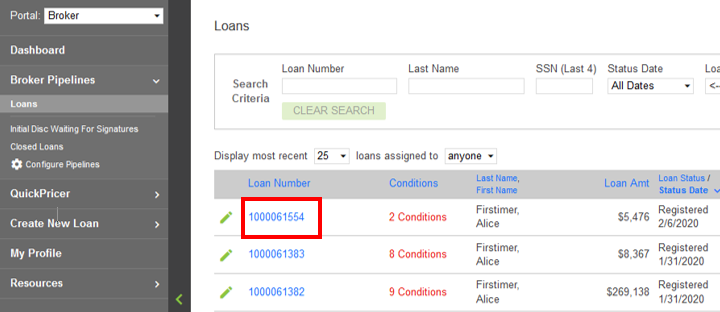 Portal: Broker
Dashboard
Broker Pipelines
Loans
Initial Disc Waiting For Signatures
Closed Loans
Configure Pipelines
QuickPricer
Create New Loan
My Profile
Resources
Loans
Search
Criteria
Loan Number Last Name SSN (Last 4) Status Date Loa
All Dates <--
CLEAR SEARCH
Display most recent 25 loans assigned to anyone
Loan Number Conditions Last Name, First Name Loan Amt Loan Status / Status Date
1000061554 2 Conditions Firstimer, Alice $5,476 Registered 2/6/2020
1000061383 8 Conditions Firstimer, Alice $8,367 Registered 1/31/2020
1000061382 9 Conditions Firstimer, Alice $269,138 Registered 1/31/2020